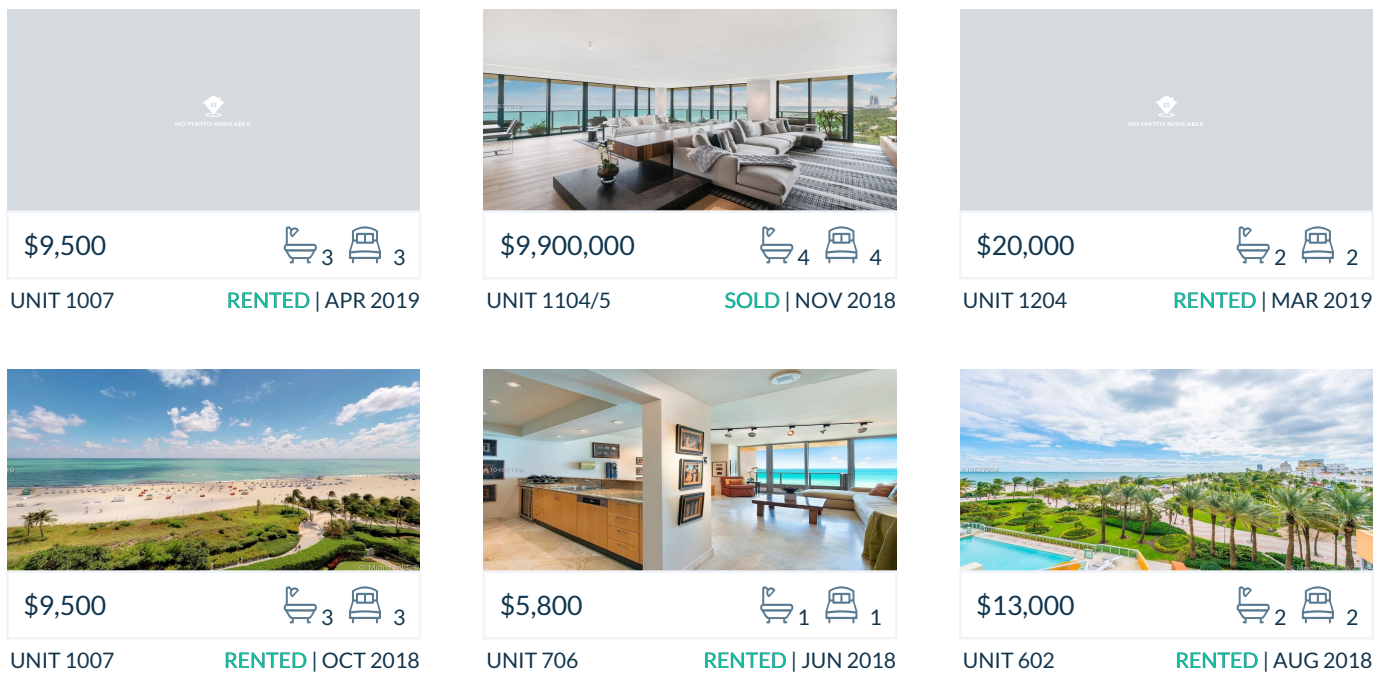 NO PHOTO AVAILABLE
NO PHOTO AVAILABLE
$9,500 3 3
$9,900,000 4 4
$20,000 2 2
UNIT 1007 RENTED | APR 2019
UNIT 1104/5 SOLD | NOV 2018
UNIT 1204 RENTED | MAR 2019
$9,500 3 3
$5,800 1 1
$13,000 2 2
UNIT 1007 RENTED | OCT 2018
UNIT 706 RENTED | JUN 2018
UNIT 602 RENTED | AUG 2018